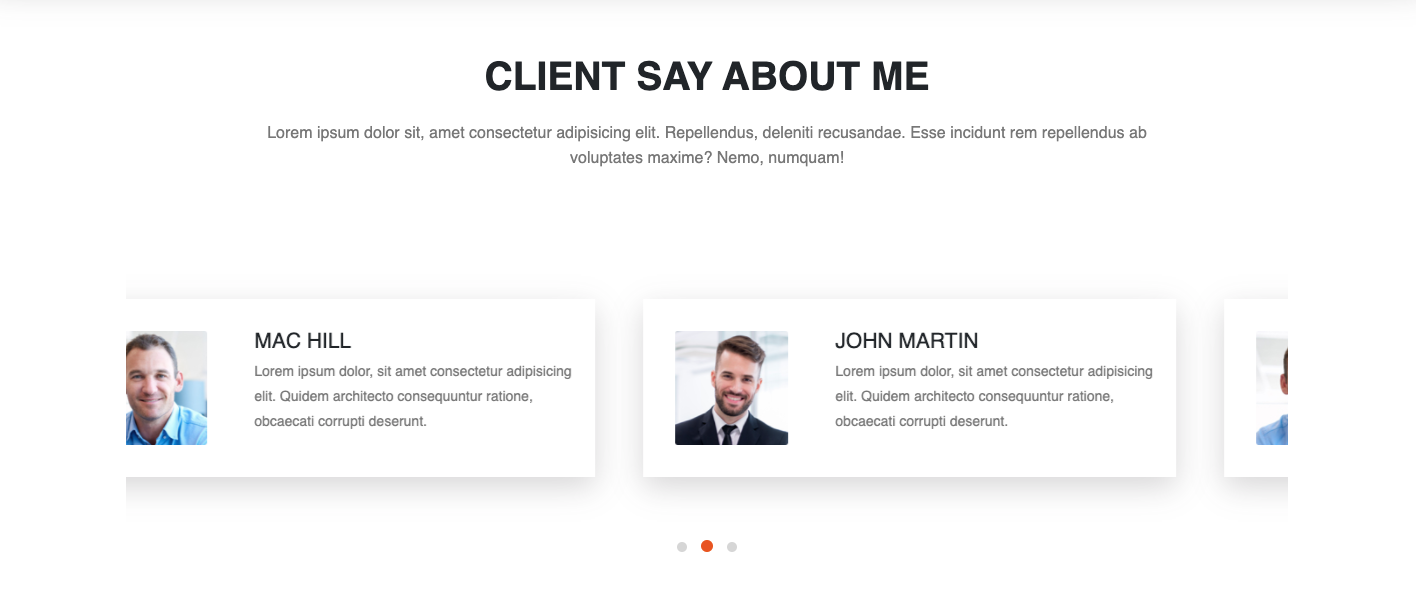 CLIENT SAY ABOUT ME
Lorem ipsum dolor sit, amet consectetur adipisicing elit. Repellendus, deleniti recusandae. Esse incidunt rem repellendus ab
voluptates maxime? Nemo, numquam!
MAC HILL
Lorem ipsum dolor, sit amet consectetur adipisicing
elit. Quidem architecto consequuntur ratione,
obcaecati corrupti deserunt.
JOHN MARTIN
Lorem ipsum dolor, sit amet consectetur adipisicing
elit. Quidem architecto consequuntur ratione,
obcaecati corrupti deserunt.